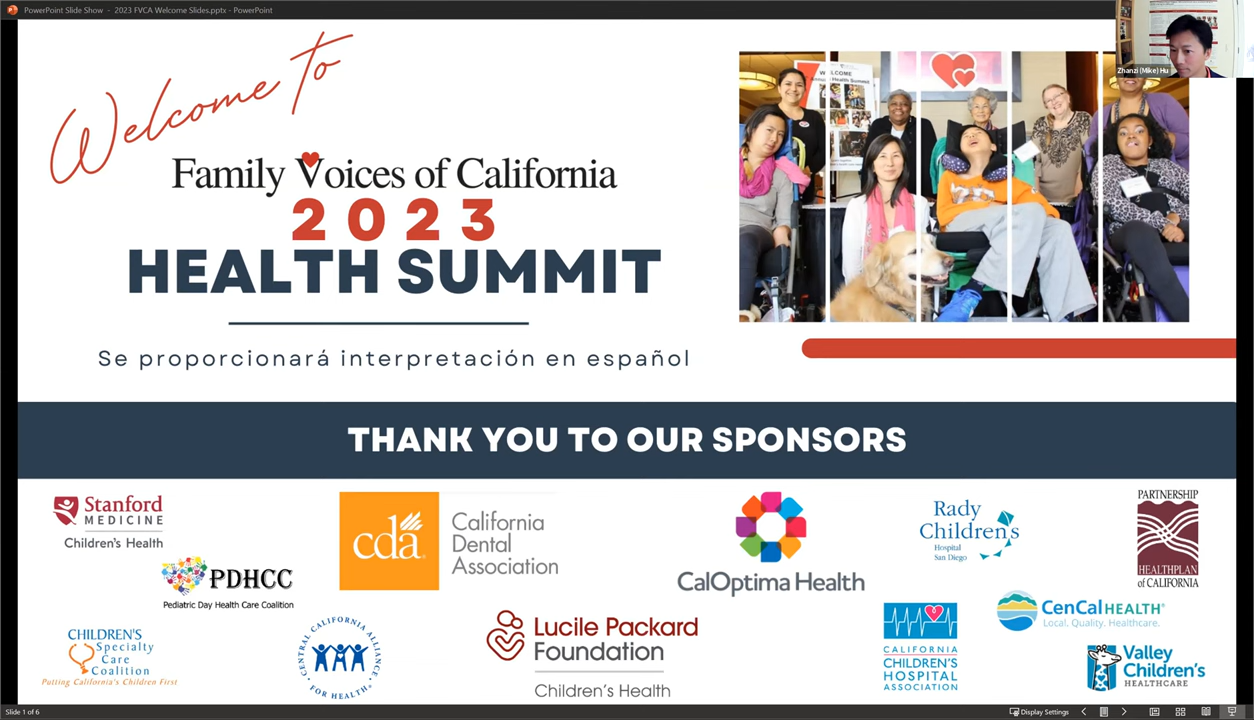 PowerPoint Slide Show - 2023 FVCA Welcome Slides.pptx - PowerPoint
Zhanzi (Mike) Hu
Welcome to
Family Voices of California
2023
HEALTH SUMMIT
Se proporcionará interpretación en español
WELCOME
Health Summit
THANK YOU TO OUR SPONSORS
Stanford
MEDICINE
Children's Health
PDHCC
Pediatric Day Health Care Coalition
cda
California
Dental
Association
CalOptima Health
Rady
Children's
Hospital
San Diego
PARTNERSHIP
HEALTHPLAN
of CALIFORNIA
CHILDREN'S
Specialty
Care
Coalition
Putting California's Children First
CENTRAL CALIFORNIA ALLIANCE
FOR HEALTH
Lucile Packard
Foundation
Children's Health
CALIFORNIA
CHILDREN'S
HOSPITAL
ASSOCIATION
CenCalHEALTH®
Local. Quality. Healthcare.
Valley
Children's
HEALTHCARE
Slide 1 of 6
Display Settings